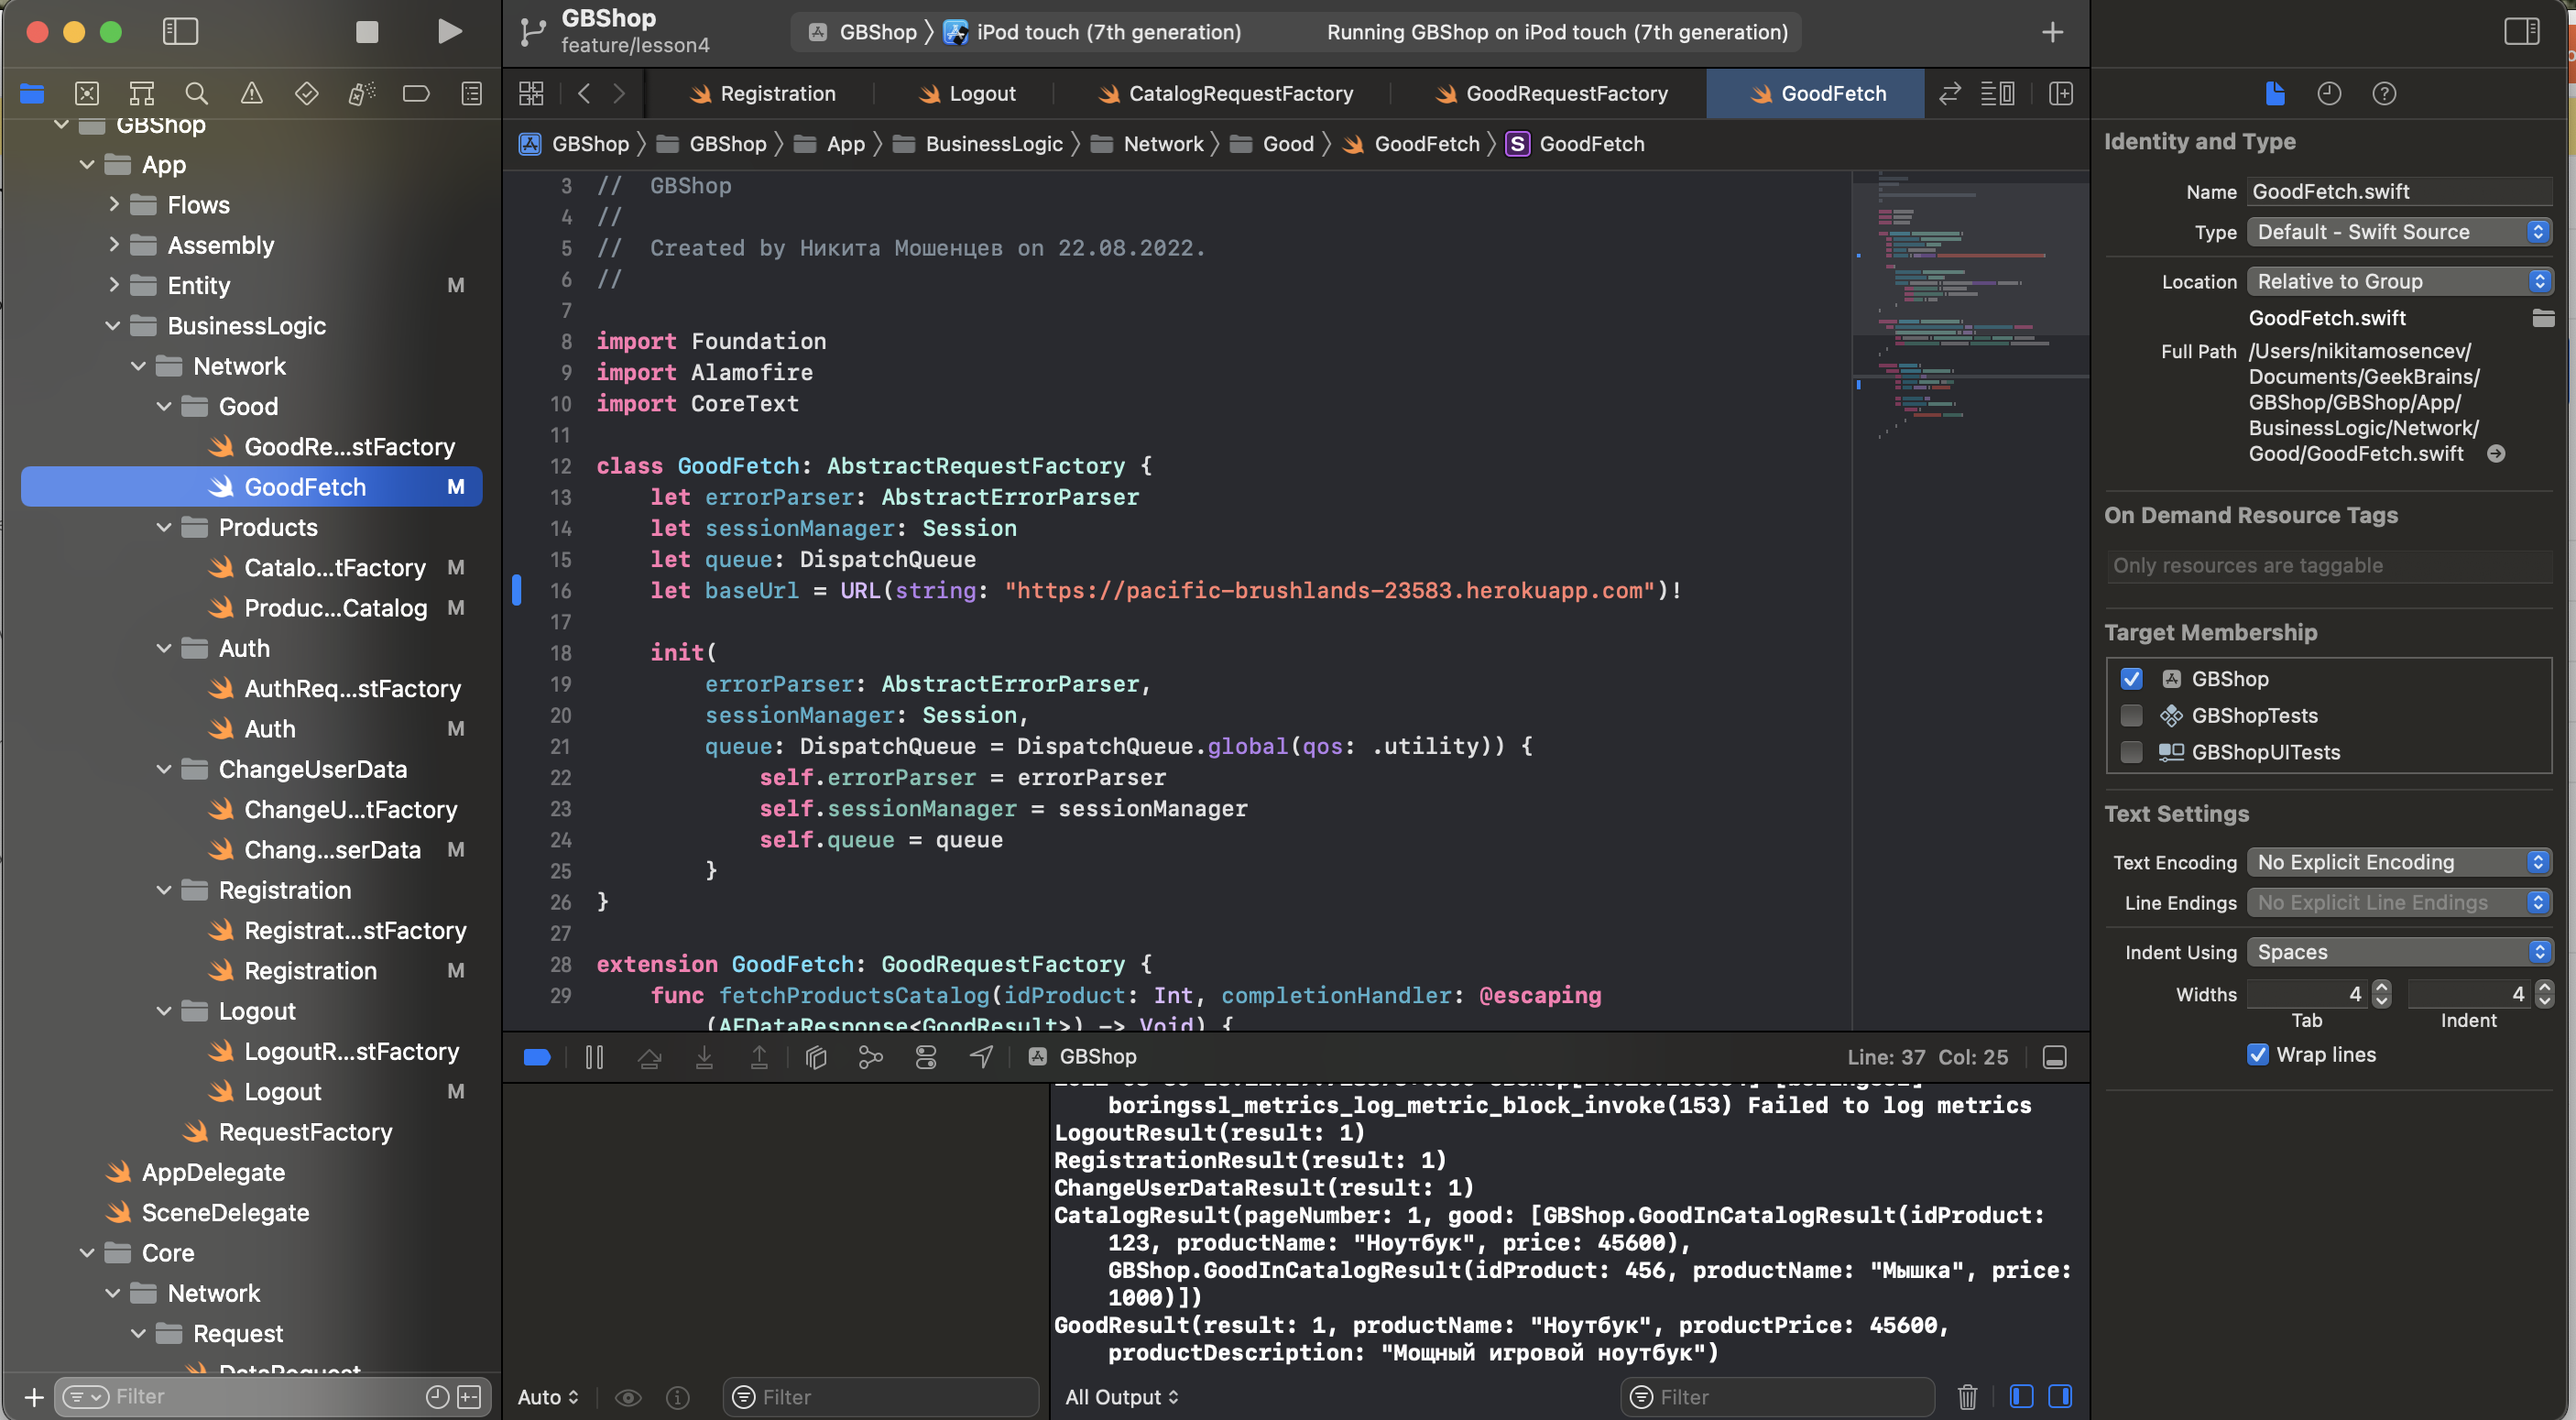 GBShop
feature/lesson4
GBShop
iPod touch (7th generation)
Running GBShop on iPod touch (7th generation)
Registration
Logout
CatalogRequestFactory
GoodRequestFactory
GoodFetch
GBShop
GBShop
App
BusinessLogic
Network
Good
GoodFetch
S
GoodFetch
GBShop
App
Flows
Assembly
Entity M
BusinessLogic
Network
Good
GoodRe...stFactory
GoodFetch M
Products
Catalo...tFactory M
Produc...Catalog M
Auth
AuthReq...stFactory
Auth M
ChangeUserData
ChangeU...tFactory
Chang...serData M
Registration
Registrat...stFactory
Registration M
Logout
LogoutR...stFactory
Logout M
RequestFactory
AppDelegate
SceneDelegate
Core
Network
Request
DataRequest
Filter
3 //  GBShop
4 //
5 //  Created by Никита Мошенцев on 22.08.2022.
6 //
7
8 import Foundation
9 import Alamofire
10 import CoreText
11
12 class GoodFetch: AbstractRequestFactory {
13     let errorParser: AbstractErrorParser
14     let sessionManager: Session
15     let queue: DispatchQueue
16     let baseUrl = URL(string: "https://pacific-brushlands-23583.herokuapp.com")!
17
18     init(
19         errorParser: AbstractErrorParser,
20         sessionManager: Session,
21         queue: DispatchQueue = DispatchQueue.global(qos: .utility)) {
22             self.errorParser = errorParser
23             self.sessionManager = sessionManager
24             self.queue = queue
25         }
26 }
27
28 extension GoodFetch: GoodRequestFactory {
29     func fetchProductsCatalog(idProduct: Int, completionHandler: @escaping
(AFDataResponse<GoodResult>) -> Void) {
GBShop
Line: 37 Col: 25
boringssl_metrics_log_metric_block_invoke(153) Failed to log metrics
LogoutResult(result: 1)
RegistrationResult(result: 1)
ChangeUserDataResult(result: 1)
CatalogResult(pageNumber: 1, good: [GBShop.GoodInCatalogResult(idProduct:
123, productName: "Ноутбук", price: 45600),
GBShop.GoodInCatalogResult(idProduct: 456, productName: "Мышка", price:
1000)])
GoodResult(result: 1, productName: "Ноутбук", productPrice: 45600,
productDescription: "Мощный игровой ноутбук")
Auto
Filter
All Output
Filter
Identity and Type
Name GoodFetch.swift
Type Default - Swift Source
Location Relative to Group
GoodFetch.swift
Full Path /Users/nikitamosencev/
Documents/GeekBrains/
GBShop/GBShop/App/
BusinessLogic/Network/
Good/GoodFetch.swift
On Demand Resource Tags
Only resources are taggable
Target Membership
GBShop
GBShopTests
GBShopUITests
Text Settings
Text Encoding No Explicit Encoding
Line Endings No Explicit Line Endings
Indent Using Spaces
Widths 4 4
Tab Indent
Wrap lines